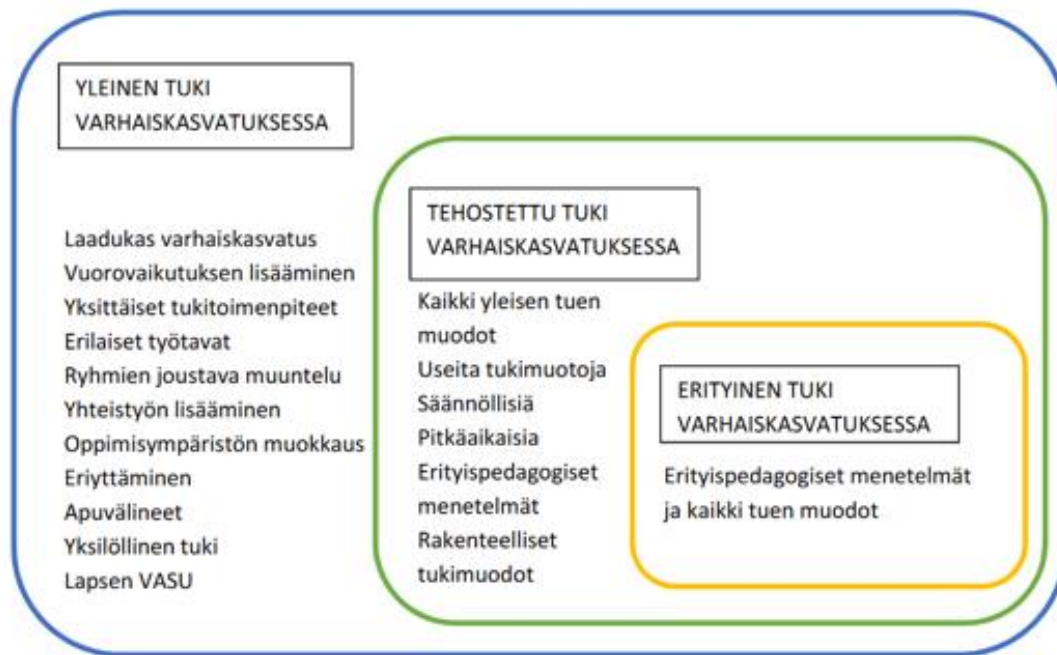 YLEINEN TUKI
VARHAISKASVATUKSESSA
Laadukas varhaiskasvatus
Vuorovaikutuksen lisääminen
Yksittäiset tukitoimenpiteet
Erilaiset työtavat
Ryhmien joustava muuntelu
Yhteistyön lisääminen
Oppimisympäristön muokkaus
Eriyttäminen
Apuvälineet
Yksilöllinen tuki
Lapsen VASU
TEHOSTETTU TUKI
VARHAISKASVATUKSESSA
Kaikki yleisen tuen
muodot
Useita tukimuotoja
Säännöllisiä
Pitkäaikaisia
Erityispedagogiset
menetelmät
Rakenteelliset
tukimuodot
ERITYINEN TUKI
VARHAISKASVATUKSESSA
Erityispedagogiset menetelmät
ja kaikki tuen muodot